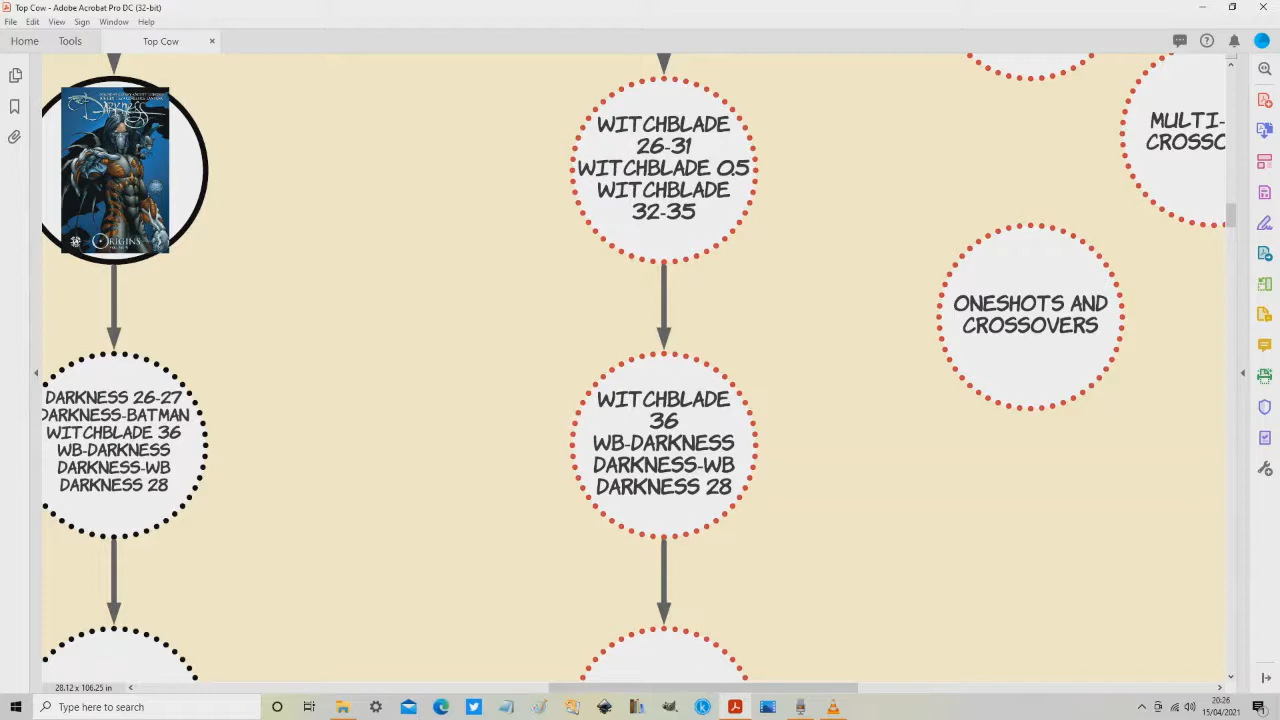 Top Cow - Adobe Acrobat Pro DC (32-bit)
File Edit View Sign Window Help
Home Tools Top Cow ×
DARKNESS
ORIGINS
WITCHBLADE
26-31
WITCHBLADE 0.5
WITCHBLADE
32-35
MULTI-
CROSSO
ONESHOTS AND
CROSSOVERS
DARKNESS 26-27
DARKNESS-BATMAN
WITCHBLADE 36
WB-DARKNESS
DARKNESS-WB
DARKNESS 28
WITCHBLADE
36
WB-DARKNESS
DARKNESS-WB
DARKNESS 28
28.12 x 106.25 in
Type here to search
20:26
15/04/2021